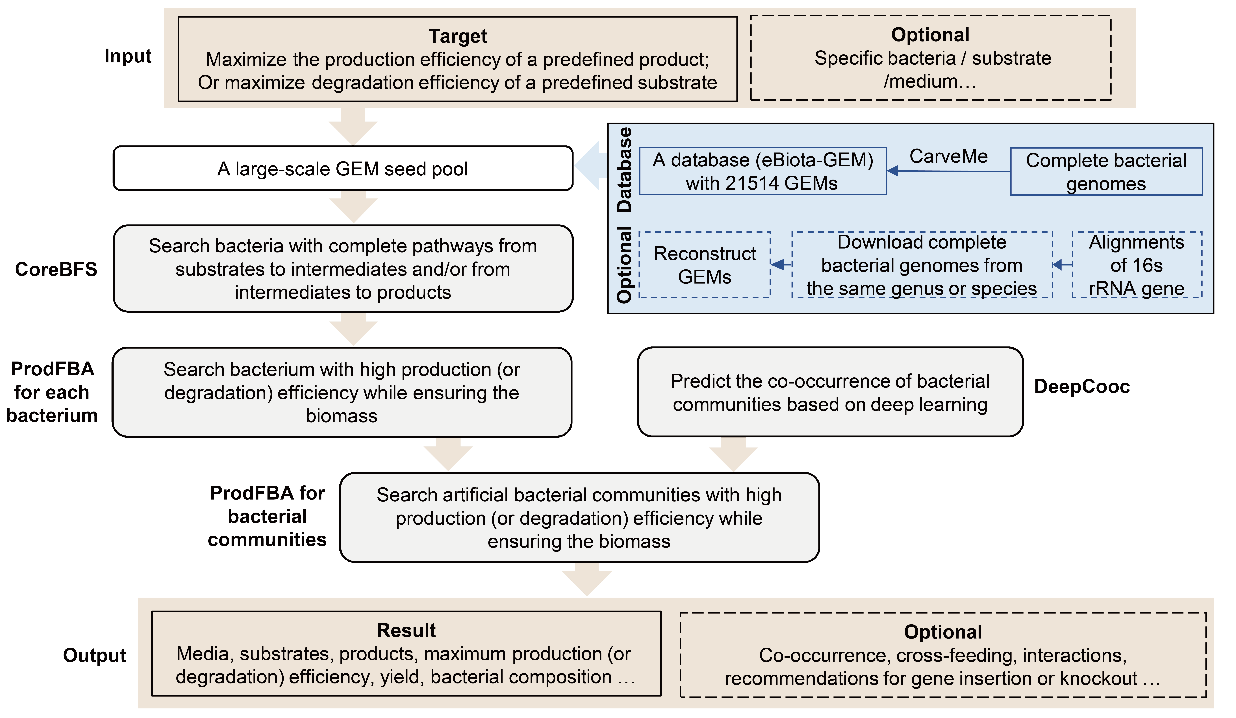 Input
Target
Maximize the production efficiency of a predefined product;
Or maximize degradation efficiency of a predefined substrate
Optional
Specific bacteria / substrate
/medium…
A large-scale GEM seed pool
Database
A database (eBiota-GEM)
with 21514 GEMs
CarveMe
Complete bacterial
genomes
Optional
Reconstruct
GEMs
Download complete
bacterial genomes from
the same genus or species
Alignments
of 16s
rRNA gene
CoreBFS
Search bacteria with complete pathways from
substrates to intermediates and/or from
intermediates to products
ProdFBA
for each
bacterium
Search bacterium with high production (or
degradation) efficiency while ensuring the
biomass
Predict the co-occurrence of bacterial
communities based on deep learning
DeepCooc
ProdFBA for
bacterial
communities
Search artificial bacterial communities with high
production (or degradation) efficiency while
ensuring the biomass
Output
Result
Media, substrates, products, maximum production (or
degradation) efficiency, yield, bacterial composition …
Optional
Co-occurrence, cross-feeding, interactions,
recommendations for gene insertion or knockout …